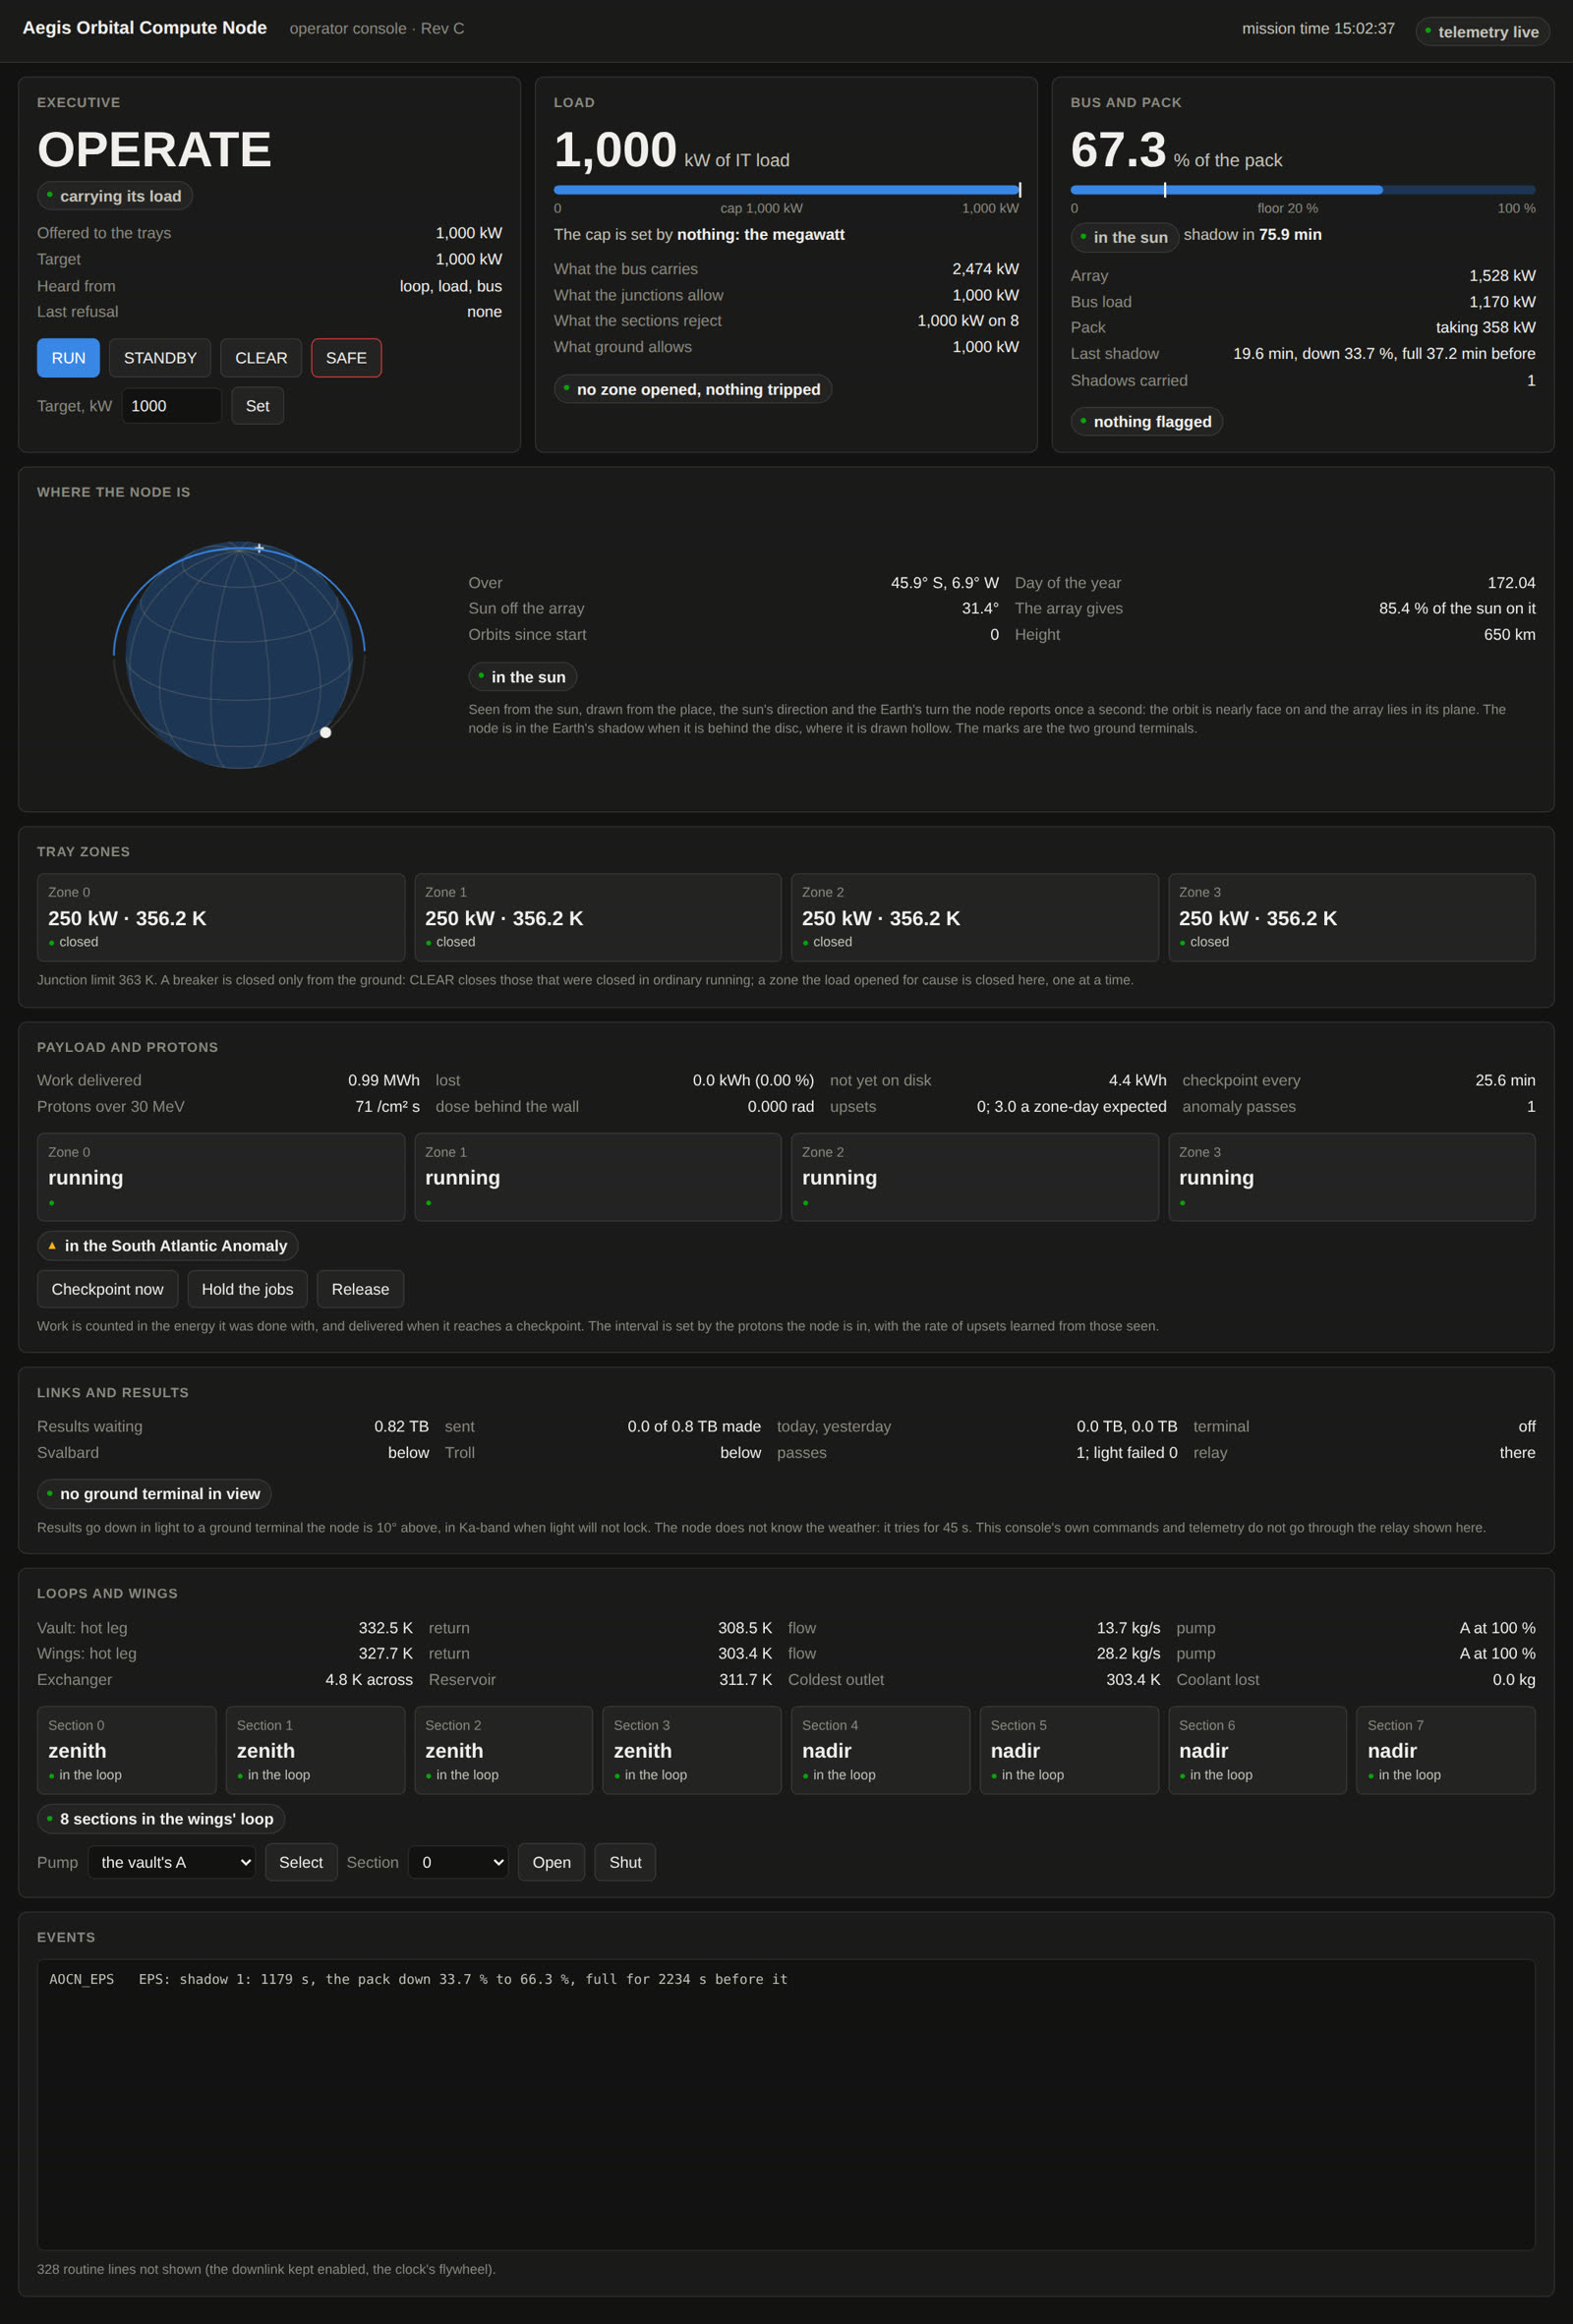 Aegis Orbital Compute Node operator console · Rev C mission time 15:02:37 telemetry live
EXECUTIVE
OPERATE
carrying its load
Offered to the trays 1,000 kW
Target 1,000 kW
Heard from loop, load, bus
Last refusal none
RUN STANDBY CLEAR SAFE
Target, kW 1000 Set
LOAD
1,000 kW of IT load
0 cap 1,000 kW 1,000 kW
The cap is set by nothing: the megawatt
What the bus carries 2,474 kW
What the junctions allow 1,000 kW
What the sections reject 1,000 kW on 8
What ground allows 1,000 kW
no zone opened, nothing tripped
BUS AND PACK
67.3 % of the pack
0 floor 20 % 100 %
in the sun shadow in 75.9 min
Array 1,528 kW
Bus load 1,170 kW
Pack taking 358 kW
Last shadow 19.6 min, down 33.7 %, full 37.2 min before
Shadows carried 1
nothing flagged
WHERE THE NODE IS
Over 45.9° S, 6.9° W Day of the year 172.04
Sun off the array 31.4° The array gives 85.4 % of the sun on it
Orbits since start 0 Height 650 km
in the sun
Seen from the sun, drawn from the place, the sun's direction and the Earth's turn the node reports once a second: the orbit is nearly face on and the array lies in its plane. The
node is in the Earth's shadow when it is behind the disc, where it is drawn hollow. The marks are the two ground terminals.
TRAY ZONES
Zone 0 Zone 1 Zone 2 Zone 3
250 kW · 356.2 K 250 kW · 356.2 K 250 kW · 356.2 K 250 kW · 356.2 K
closed closed closed closed
Junction limit 363 K. A breaker is closed only from the ground: CLEAR closes those that were closed in ordinary running; a zone the load opened for cause is closed here, one at a time.
PAYLOAD AND PROTONS
Work delivered 0.99 MWh lost 0.0 kWh (0.00 %) not yet on disk 4.4 kWh checkpoint every 25.6 min
Protons over 30 MeV 71 /cm² s dose behind the wall 0.000 rad upsets 0; 3.0 a zone-day expected anomaly passes 1
Zone 0 Zone 1 Zone 2 Zone 3
running running running running
in the South Atlantic Anomaly
Checkpoint now Hold the jobs Release
Work is counted in the energy it was done with, and delivered when it reaches a checkpoint. The interval is set by the protons the node is in, with the rate of upsets learned from those seen.
LINKS AND RESULTS
Results waiting 0.82 TB sent 0.0 of 0.8 TB made today, yesterday 0.0 TB, 0.0 TB terminal off
Svalbard below Troll below passes 1; light failed 0 relay there
no ground terminal in view
Results go down in light to a ground terminal the node is 10° above, in Ka-band when light will not lock. The node does not know the weather: it tries for 45 s. This console's own commands and telemetry do not go through the relay shown here.
LOOPS AND WINGS
Vault: hot leg 332.5 K return 308.5 K flow 13.7 kg/s pump A at 100 %
Wings: hot leg 327.7 K return 303.4 K flow 28.2 kg/s pump A at 100 %
Exchanger 4.8 K across Reservoir 311.7 K Coldest outlet 303.4 K Coolant lost 0.0 kg
Section 0 Section 1 Section 2 Section 3 Section 4 Section 5 Section 6 Section 7
zenith zenith zenith zenith nadir nadir nadir nadir
in the loop in the loop in the loop in the loop in the loop in the loop in the loop in the loop
8 sections in the wings' loop
Pump the vault's A Select Section 0 Open Shut
EVENTS
AOCN_EPS EPS: shadow 1: 1179 s, the pack down 33.7 % to 66.3 %, full for 2234 s before it
328 routine lines not shown (the downlink kept enabled, the clock's flywheel).